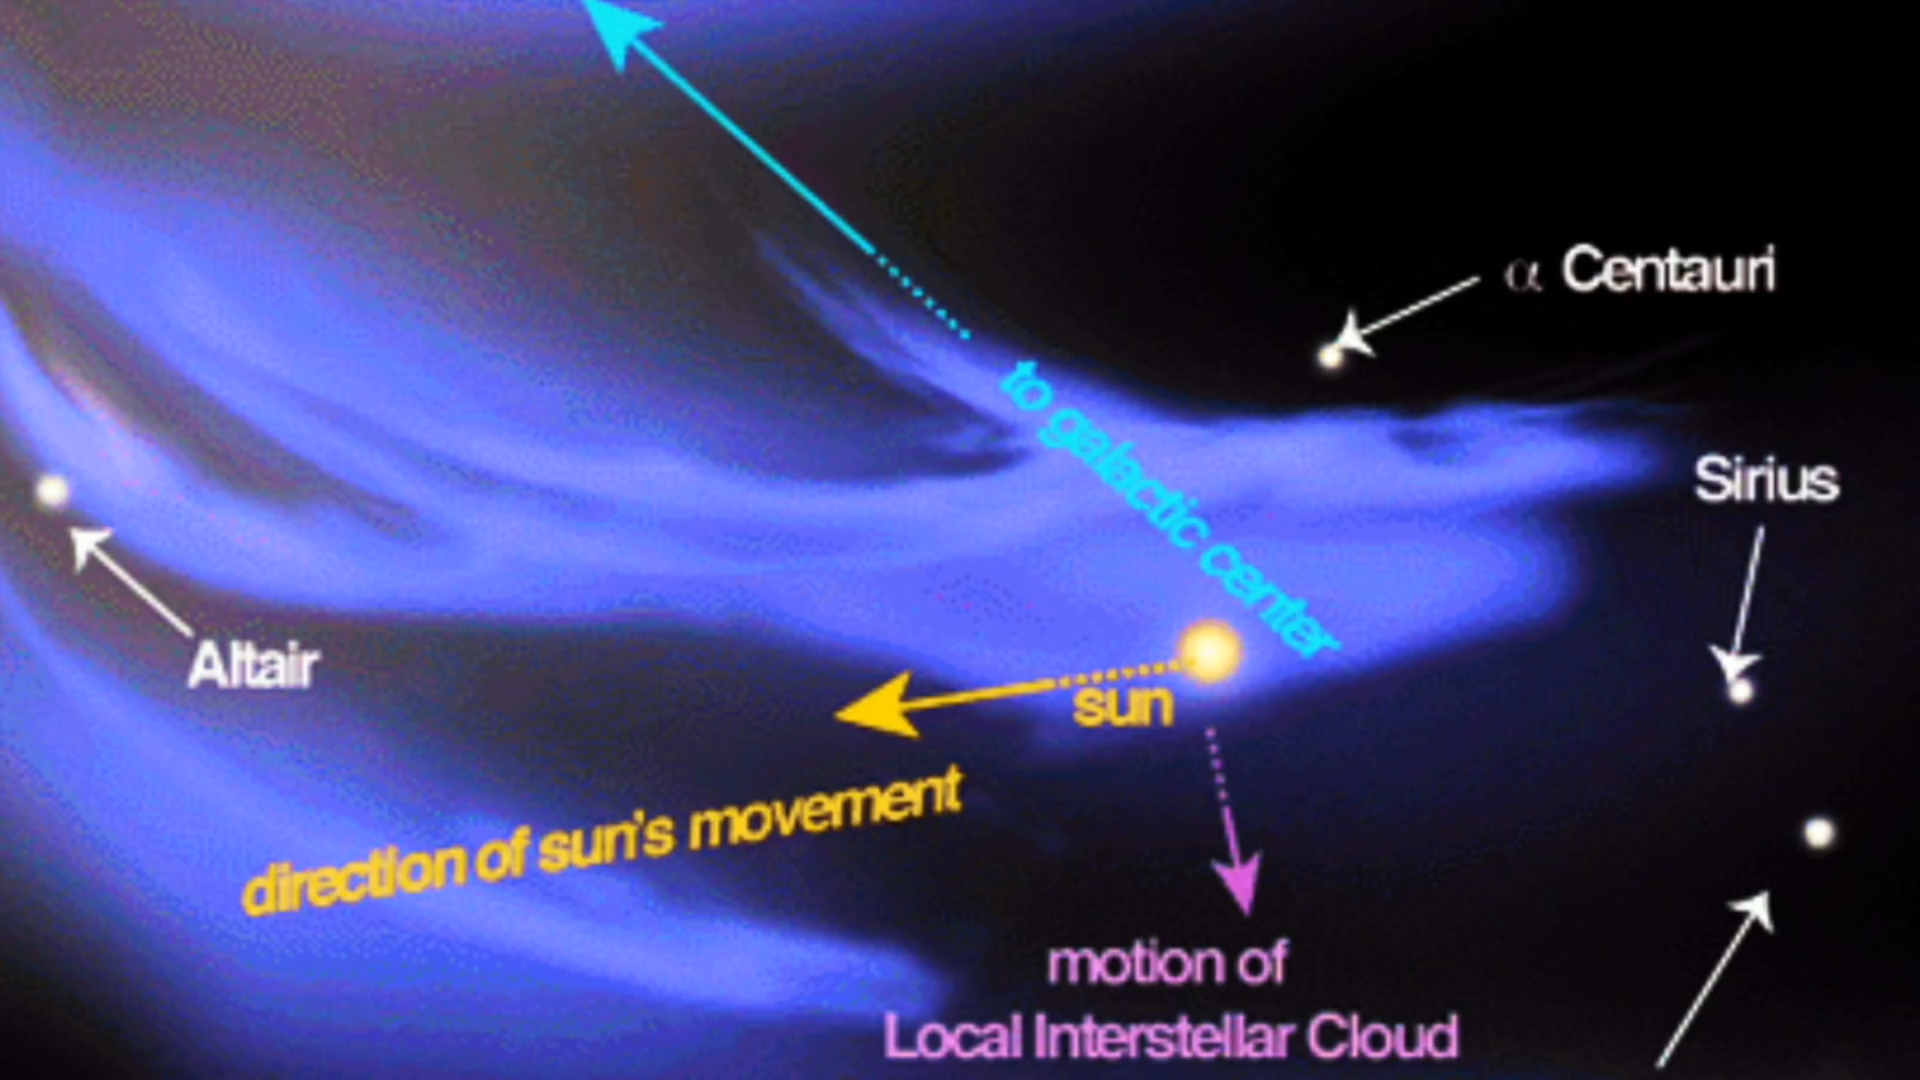 α Centauri
to galactic center
Sirius
Altair
sun
direction of sun's movement
motion of
Local Interstellar Cloud